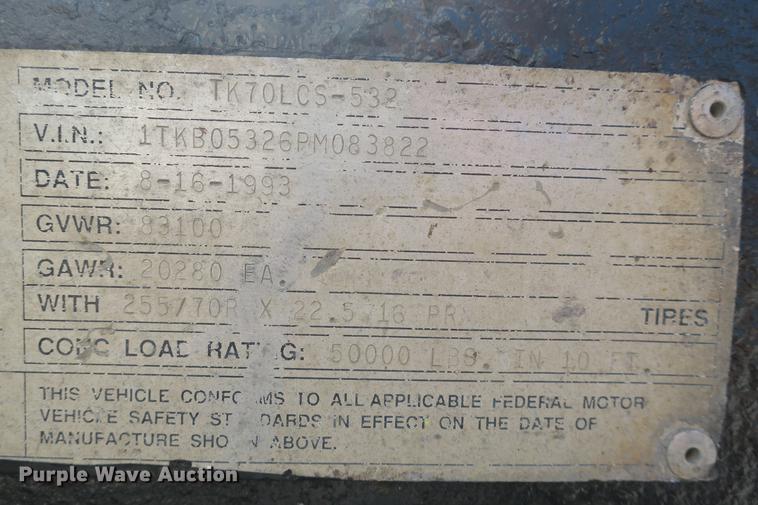 MODEL NO. TK70LCS-532
V.I.N.: 1TKB05326PM083822
DATE: 8-16-1993
GVWR: 83100
GAWR: 20280 EA.
WITH 255/70R X 22.5 16 PR TIRES
CONC LOAD RATING: 50000 LBS. IN 10 FT.
THIS VEHICLE CONFORMS TO ALL APPLICABLE FEDERAL MOTOR
VEHICLE SAFETY STANDARDS IN EFFECT ON THE DATE OF
MANUFACTURE SHOWN ABOVE.
Purple Wave Auction